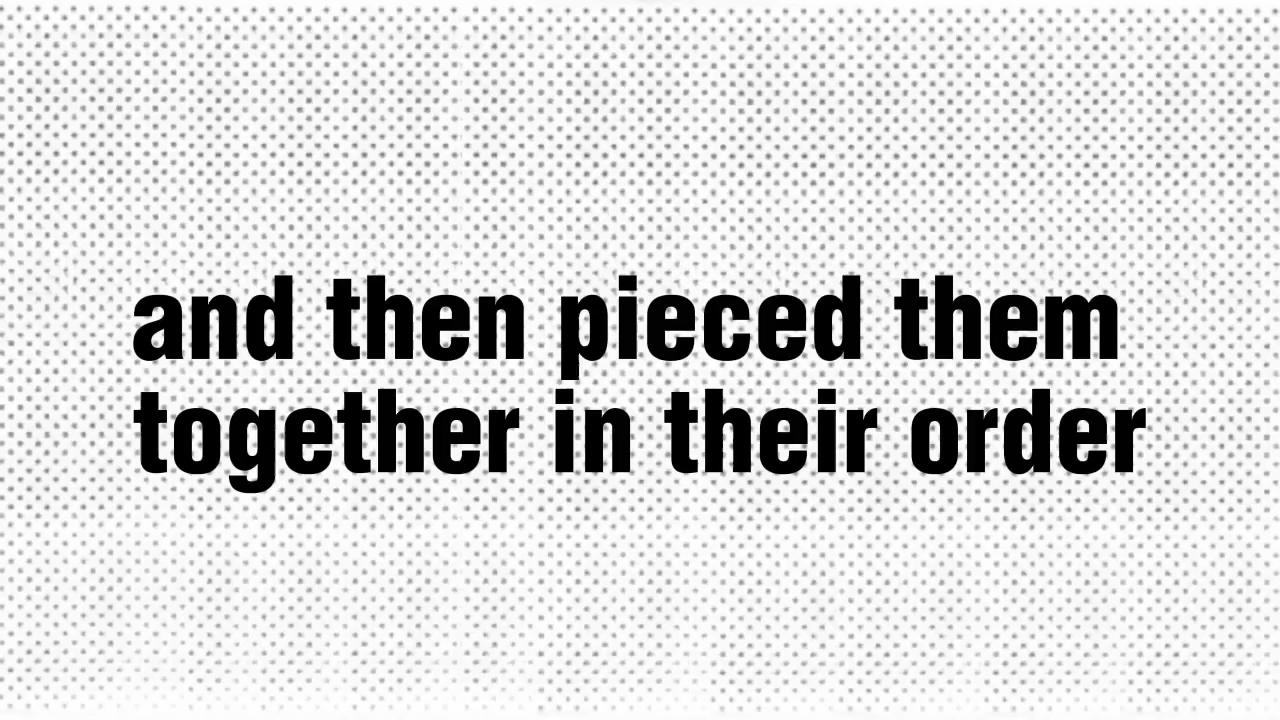 and then pieced them
together in their order